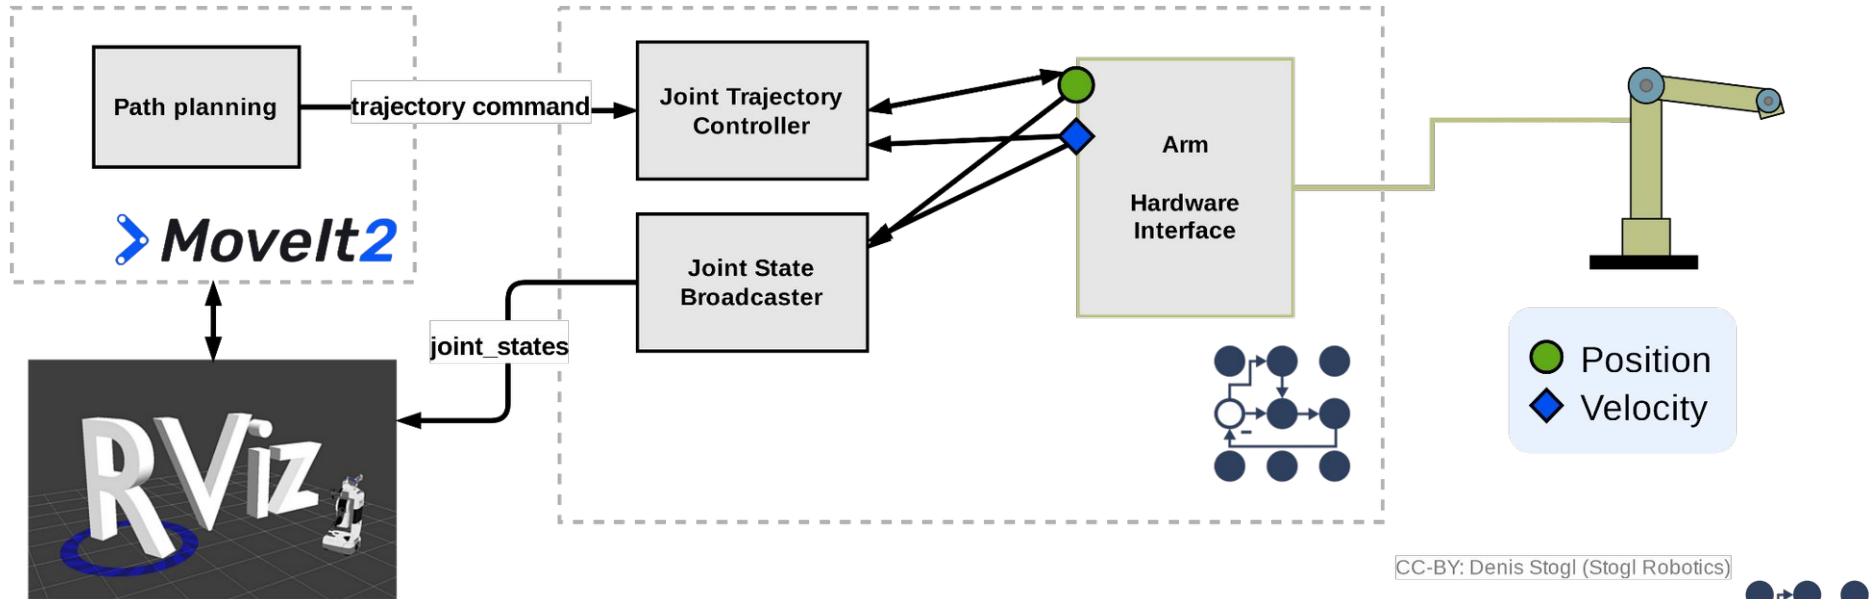 Path planning
trajectory command
Joint Trajectory
Controller
Arm
Hardware
Interface
MoveIt2
Joint State
Broadcaster
joint_states
RViz
Position
Velocity
CC-BY: Denis Stogl (Stogl Robotics)